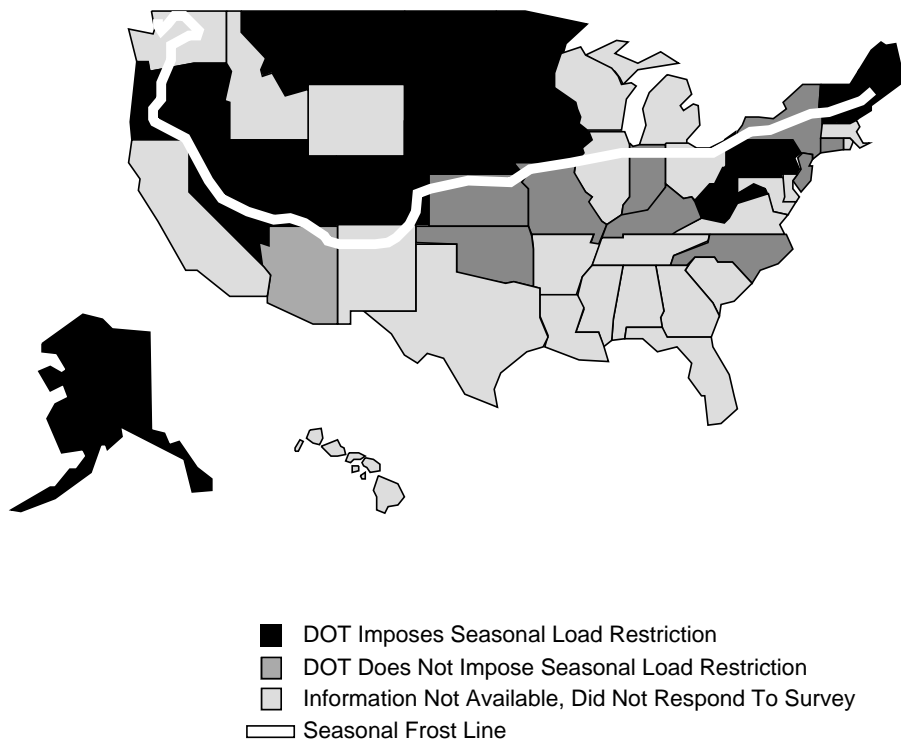 DOT Imposes Seasonal Load Restriction
DOT Does Not Impose Seasonal Load Restriction
Information Not Available, Did Not Respond To Survey
Seasonal Frost Line